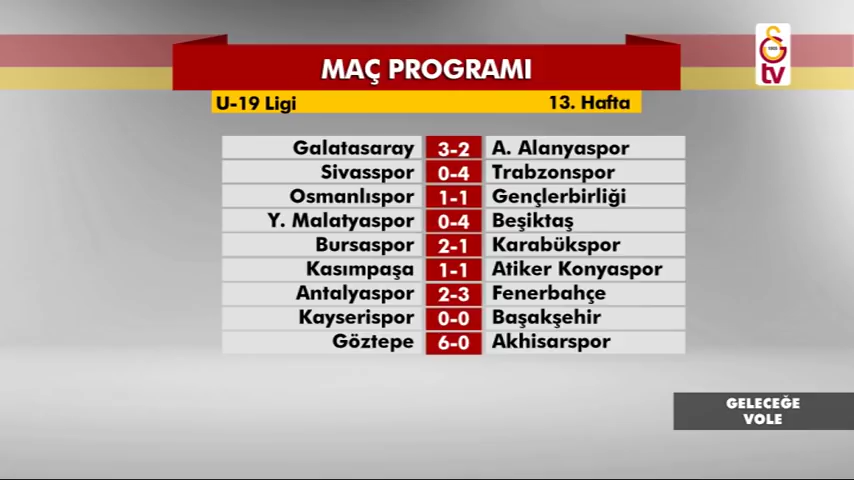 MAÇ PROGRAMI
tv
U-19 Ligi 13. Hafta
Galatasaray 3-2 A. Alanyaspor
Sivasspor 0-4 Trabzonspor
Osmanlıspor 1-1 Gençlerbirliği
Y. Malatyaspor 0-4 Beşiktaş
Bursaspor 2-1 Karabükspor
Kasımpaşa 1-1 Atiker Konyaspor
Antalyaspor 2-3 Fenerbahçe
Kayserispor 0-0 Başakşehir
Göztepe 6-0 Akhisarspor
GELECEĞE
VOLE